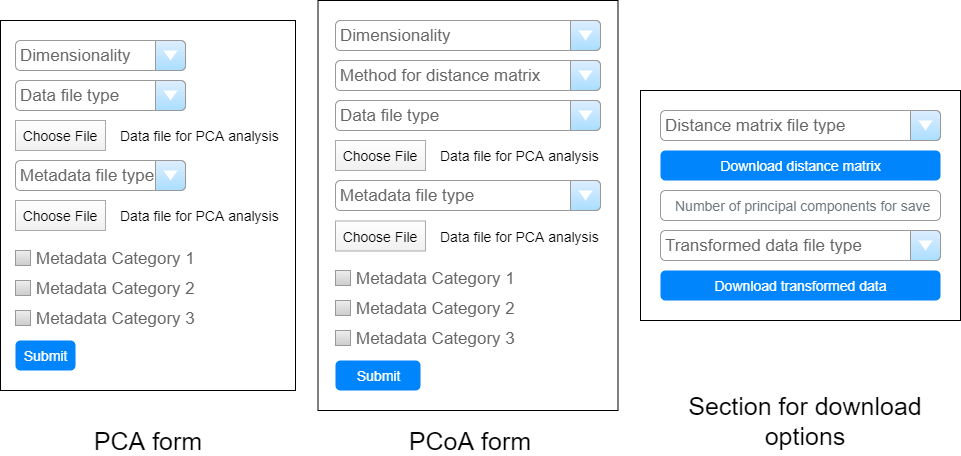 Dimensionality
Data file type
Choose File Data file for PCA analysis
Metadata file type
Choose File Data file for PCA analysis
Metadata Category 1
Metadata Category 2
Metadata Category 3
Submit
PCA form
Dimensionality
Method for distance matrix
Data file type
Choose File Data file for PCA analysis
Metadata file type
Choose File Data file for PCA analysis
Metadata Category 1
Metadata Category 2
Metadata Category 3
Submit
PCoA form
Distance matrix file type
Download distance matrix
Number of principal components for save
Transformed data file type
Download transformed data
Section for download
options